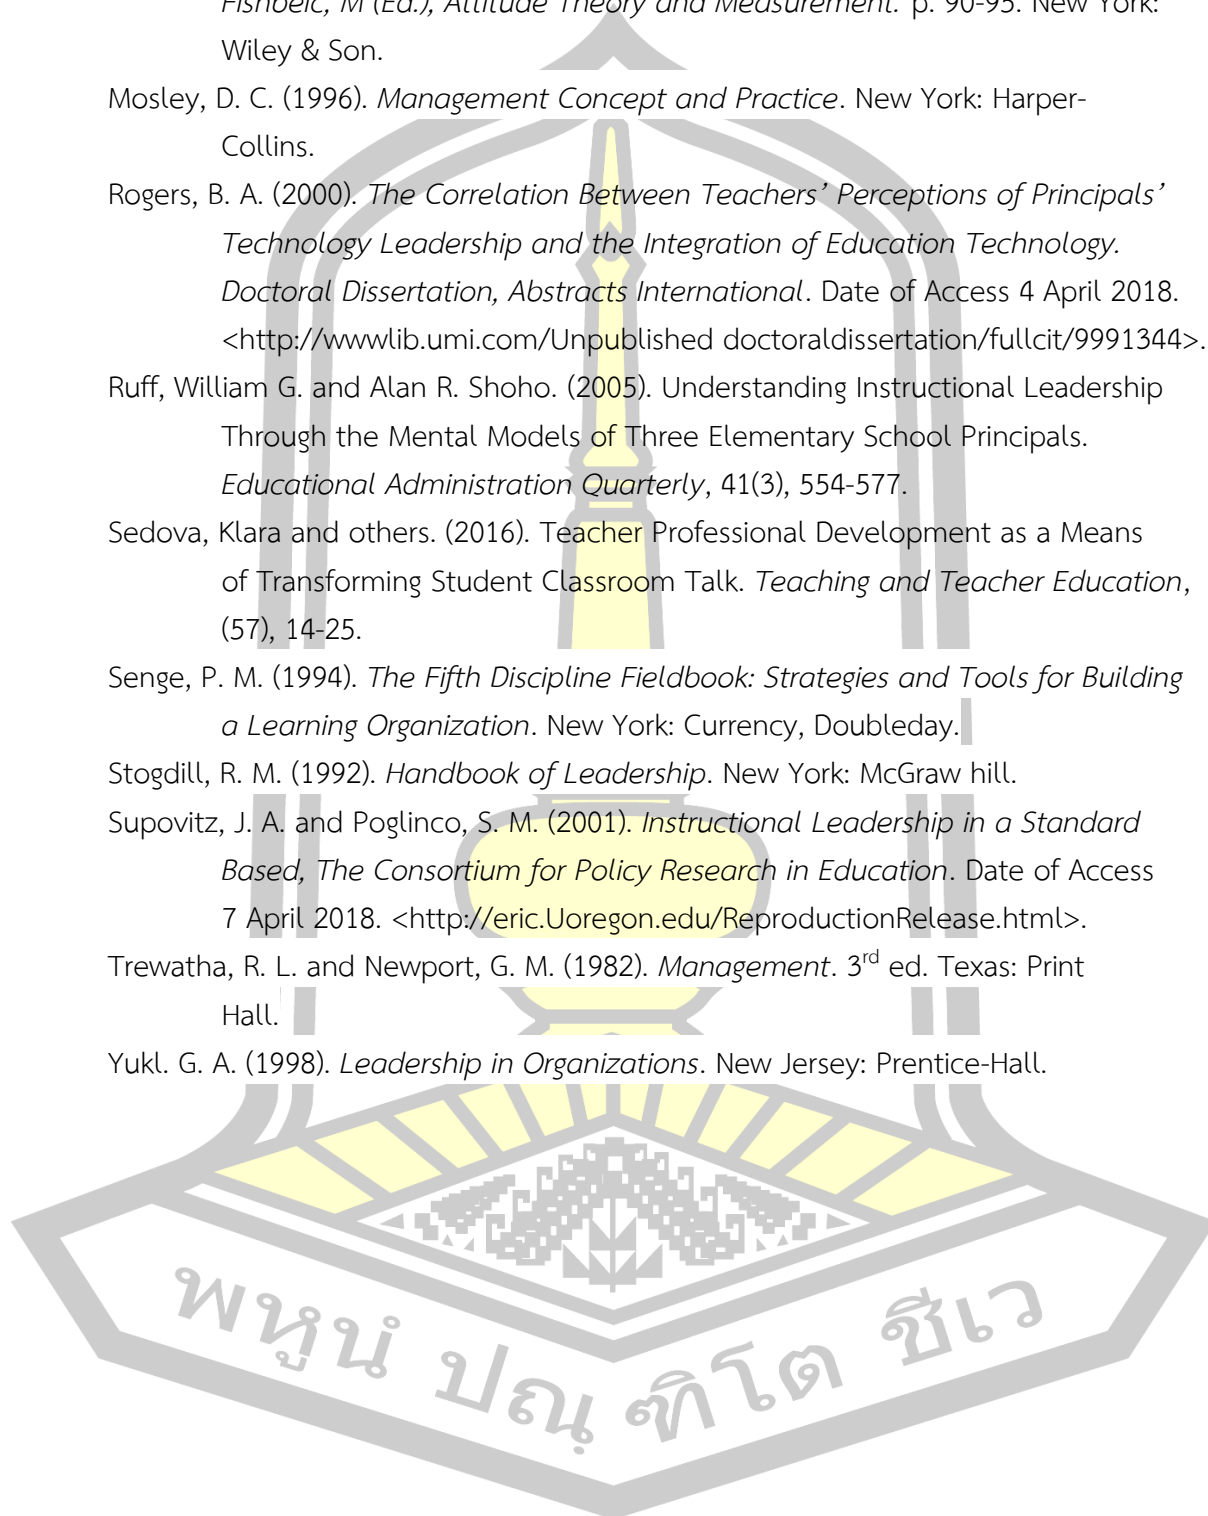 Fishbeic, M (Ed.), Attitude Theory and Measurement. p. 90-95. New York:
Wiley & Son.
Mosley, D. C. (1996). Management Concept and Practice. New York: Harper-
Collins.
Rogers, B. A. (2000). The Correlation Between Teachers’ Perceptions of Principals’
Technology Leadership and the Integration of Education Technology.
Doctoral Dissertation, Abstracts International. Date of Access 4 April 2018.
<http://wwwlib.umi.com/Unpublished doctoraldissertation/fullcit/9991344>.
Ruff, William G. and Alan R. Shoho. (2005). Understanding Instructional Leadership
Through the Mental Models of Three Elementary School Principals.
Educational Administration Quarterly, 41(3), 554-577.
Sedova, Klara and others. (2016). Teacher Professional Development as a Means
of Transforming Student Classroom Talk. Teaching and Teacher Education,
(57), 14-25.
Senge, P. M. (1994). The Fifth Discipline Fieldbook: Strategies and Tools for Building
a Learning Organization. New York: Currency, Doubleday.
Stogdill, R. M. (1992). Handbook of Leadership. New York: McGraw hill.
Supovitz, J. A. and Poglinco, S. M. (2001). Instructional Leadership in a Standard
Based, The Consortium for Policy Research in Education. Date of Access
7 April 2018. <http://eric.Uoregon.edu/ReproductionRelease.html>.
Trewatha, R. L. and Newport, G. M. (1982). Management. 3rd ed. Texas: Print
Hall.
Yukl. G. A. (1998). Leadership in Organizations. New Jersey: Prentice-Hall.
พหูนํ ปณฺฑิโต ชีเว